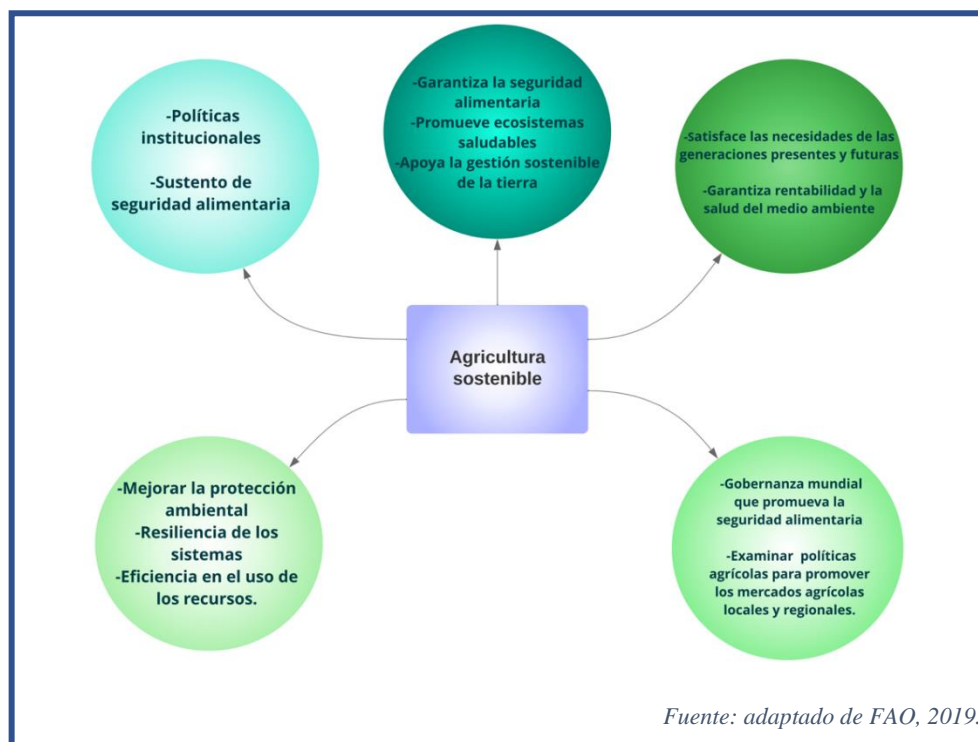 -Políticas
institucionales
-Sustento de
seguridad alimentaria
-Garantiza la seguridad
alimentaria
-Promueve ecosistemas
saludables
-Apoya la gestión sostenible
de la tierra
-Satisface las necesidades de las
generaciones presentes y futuras
-Garantiza rentabilidad y la
salud del medio ambiente
Agricultura
sostenible
-Mejorar la protección
ambiental
-Resiliencia de los
sistemas
-Eficiencia en el uso de
los recursos.
-Gobernanza mundial
que promueva la
seguridad alimentaria
-Examinar políticas
agrícolas para promover
los mercados agrícolas
locales y regionales.
Fuente: adaptado de FAO, 2019.